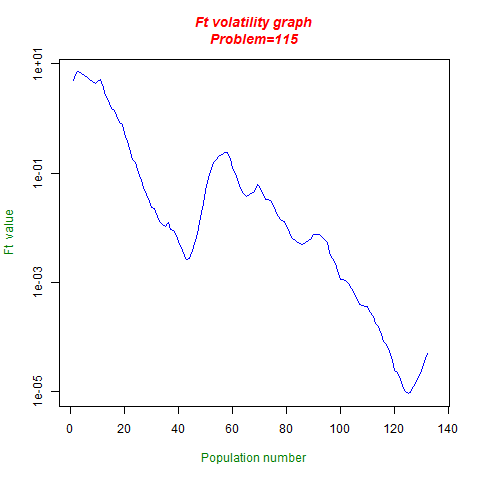 Ft volatility graph
Problem=115
1e+01
1e-01
1e-03
1e-05
Ft value
0 20 40 60 80 100 120 140
Population number